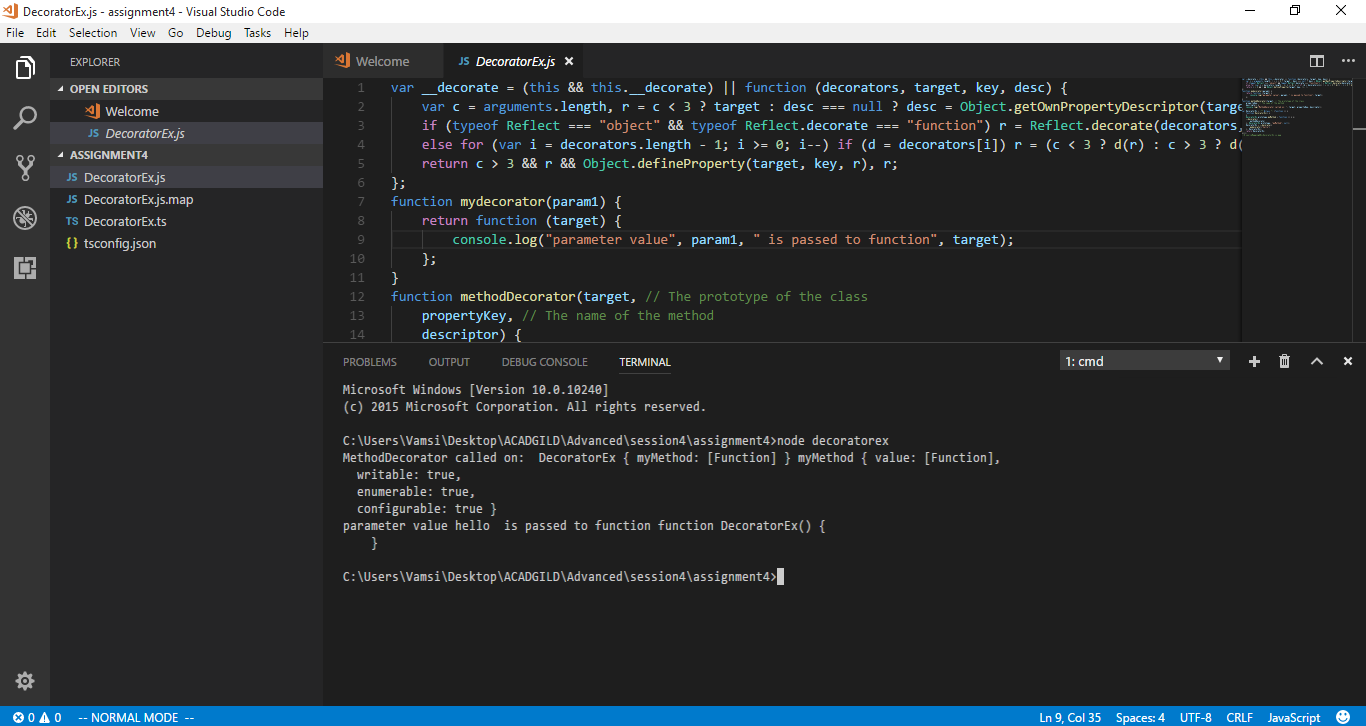 DecoratorEx.js - assignment4 - Visual Studio Code
File Edit Selection View Go Debug Tasks Help
EXPLORER
OPEN EDITORS
Welcome
JS DecoratorEx.js
ASSIGNMENT4
JS DecoratorEx.js
JS DecoratorEx.js.map
TS DecoratorEx.ts
{} tsconfig.json
Welcome JS DecoratorEx.js
1 var __decorate = (this && this.__decorate) || function (decorators, target, key, desc) {
2 var c = arguments.length, r = c < 3 ? target : desc === null ? desc = Object.getOwnPropertyDescriptor(targe
3 if (typeof Reflect === "object" && typeof Reflect.decorate === "function") r = Reflect.decorate(decorators,
4 else for (var i = decorators.length - 1; i >= 0; i--) if (d = decorators[i]) r = (c < 3 ? d(r) : c > 3 ? d(
5 return c > 3 && r && Object.defineProperty(target, key, r), r;
6 };
7 function mydecorator(param1) {
8 return function (target) {
9 console.log("parameter value", param1, " is passed to function", target);
10 };
11 }
12 function methodDecorator(target, // The prototype of the class
13 propertyKey, // The name of the method
14 descriptor) {
PROBLEMS OUTPUT DEBUG CONSOLE TERMINAL 1: cmd
Microsoft Windows [Version 10.0.10240]
(c) 2015 Microsoft Corporation. All rights reserved.
C:\Users\Vamsi\Desktop\ACADGILD\Advanced\session4\assignment4>node decoratorex
MethodDecorator called on:  DecoratorEx { myMethod: [Function] } myMethod { value: [Function],
writable: true,
enumerable: true,
configurable: true }
parameter value hello  is passed to function function DecoratorEx() {
}
C:\Users\Vamsi\Desktop\ACADGILD\Advanced\session4\assignment4>
0 0 -- NORMAL MODE -- Ln 9, Col 35 Spaces: 4 UTF-8 CRLF JavaScript